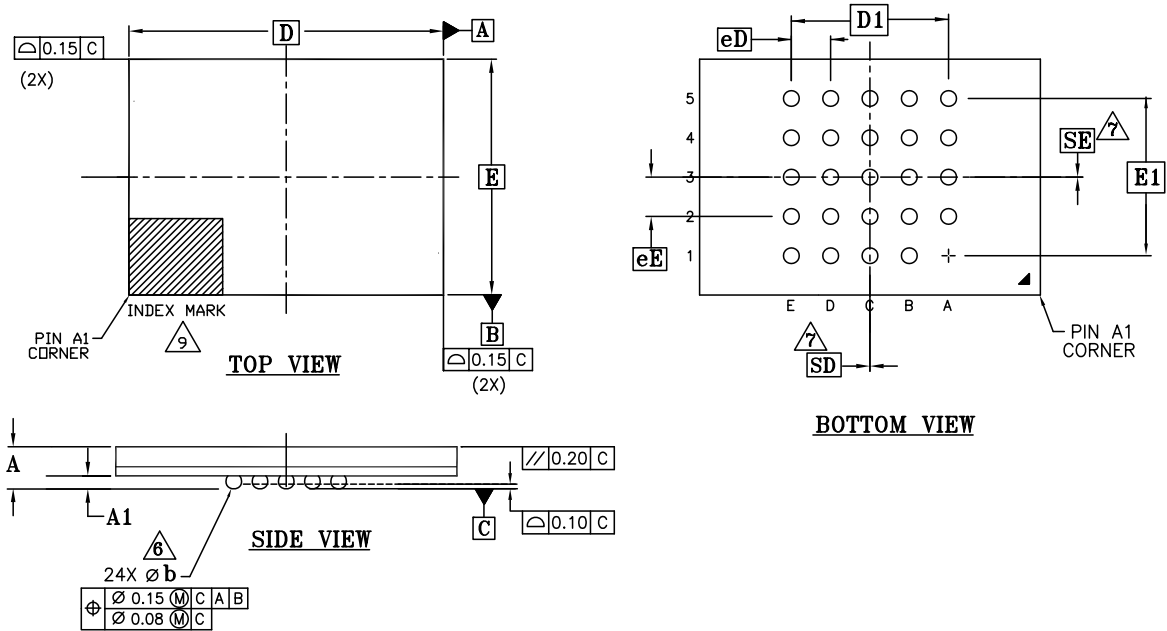 D
A
⌓ 0.15 C
(2X)
E
INDEX MARK
9
PIN A1
CORNER
B
⌓ 0.15 C
(2X)
TOP VIEW
D1
eD
5
4
3
2
1
7
SE
E1
eE
E D C B A
7
SD
PIN A1
CORNER
BOTTOM VIEW
A
A1
// 0.20 C
C
⌓ 0.10 C
SIDE VIEW
6
24X Ø b
⌖ Ø 0.15 Ⓜ C A B
Ø 0.08 Ⓜ C